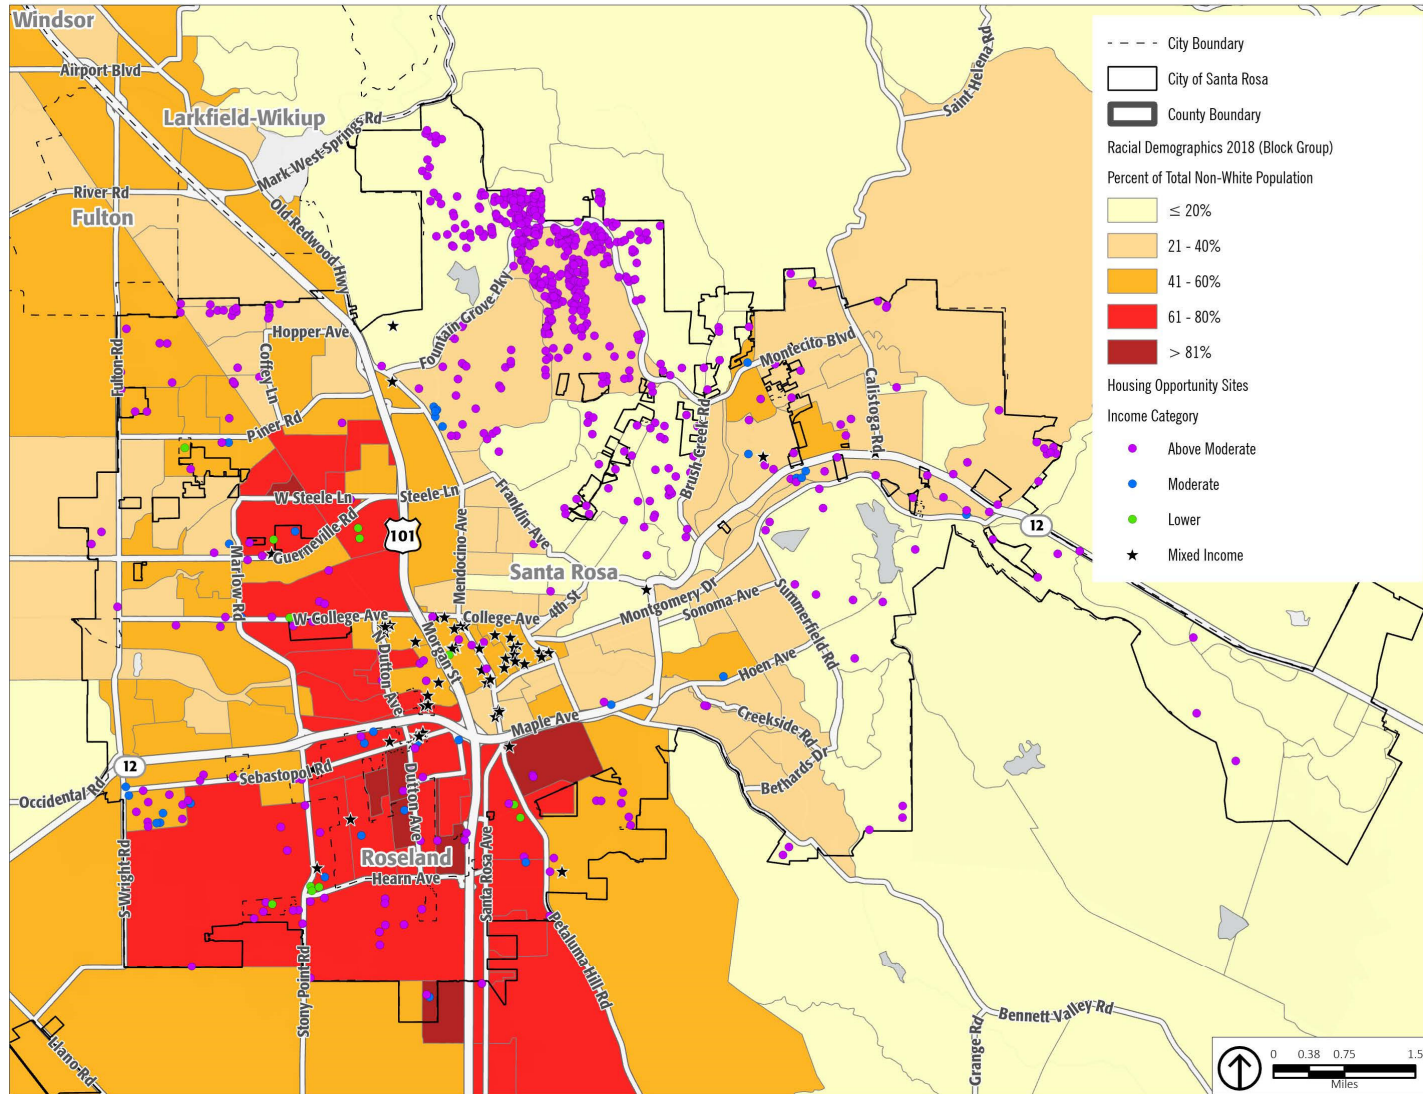 Windsor
Airport Blvd
Larkfield-Wikiup
Mark West Springs Rd
Saint Helena Rd
River Rd
Fulton
Old Redwood Hwy
Fountain Grove Pky
Hopper Ave
Coffey Ln
Fulton Rd
Piner Rd
Montecito Blvd
Calistoga Rd
Brush Creek Rd
W Steele Ln
Steele Ln
Franklin Ave
Guerneville Rd
101
Mendocino Ave
Marlow Rd
12
Santa Rosa
Montgomery Dr
Sonoma Ave
4th St
Summerfield Rd
W College Ave
College Ave
N Dutton Ave
Morgan St
Hoen Ave
Maple Ave
Creekside Rd
Bethards Dr
12
Sebastopol Rd
Occidental Rd
Dutton Ave
Roseland
Hearn Ave
Santa Rosa Ave
S Wright Rd
Stony Point Rd
Petaluma Hill Rd
Llano Rd
Grange Rd
Bennett Valley Rd
City Boundary
City of Santa Rosa
County Boundary
Racial Demographics 2018 (Block Group)
Percent of Total Non-White Population
≤ 20%
21 - 40%
41 - 60%
61 - 80%
> 81%
Housing Opportunity Sites
Income Category
Above Moderate
Moderate
Lower
Mixed Income
0 0.38 0.75 1.5
Miles